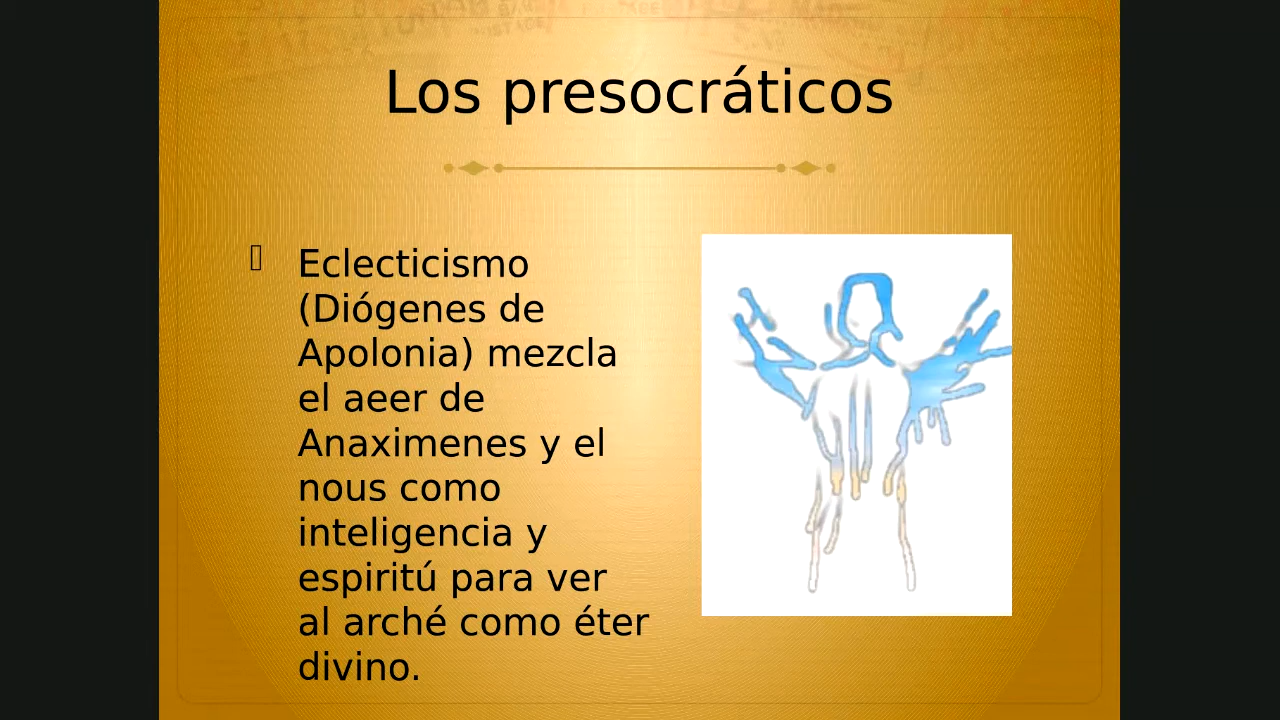 Los presocráticos
Eclecticismo
(Diógenes de
Apolonia) mezcla
el aeer de
Anaximenes y el
nous como
inteligencia y
espiritú para ver
al arché como éter
divino.